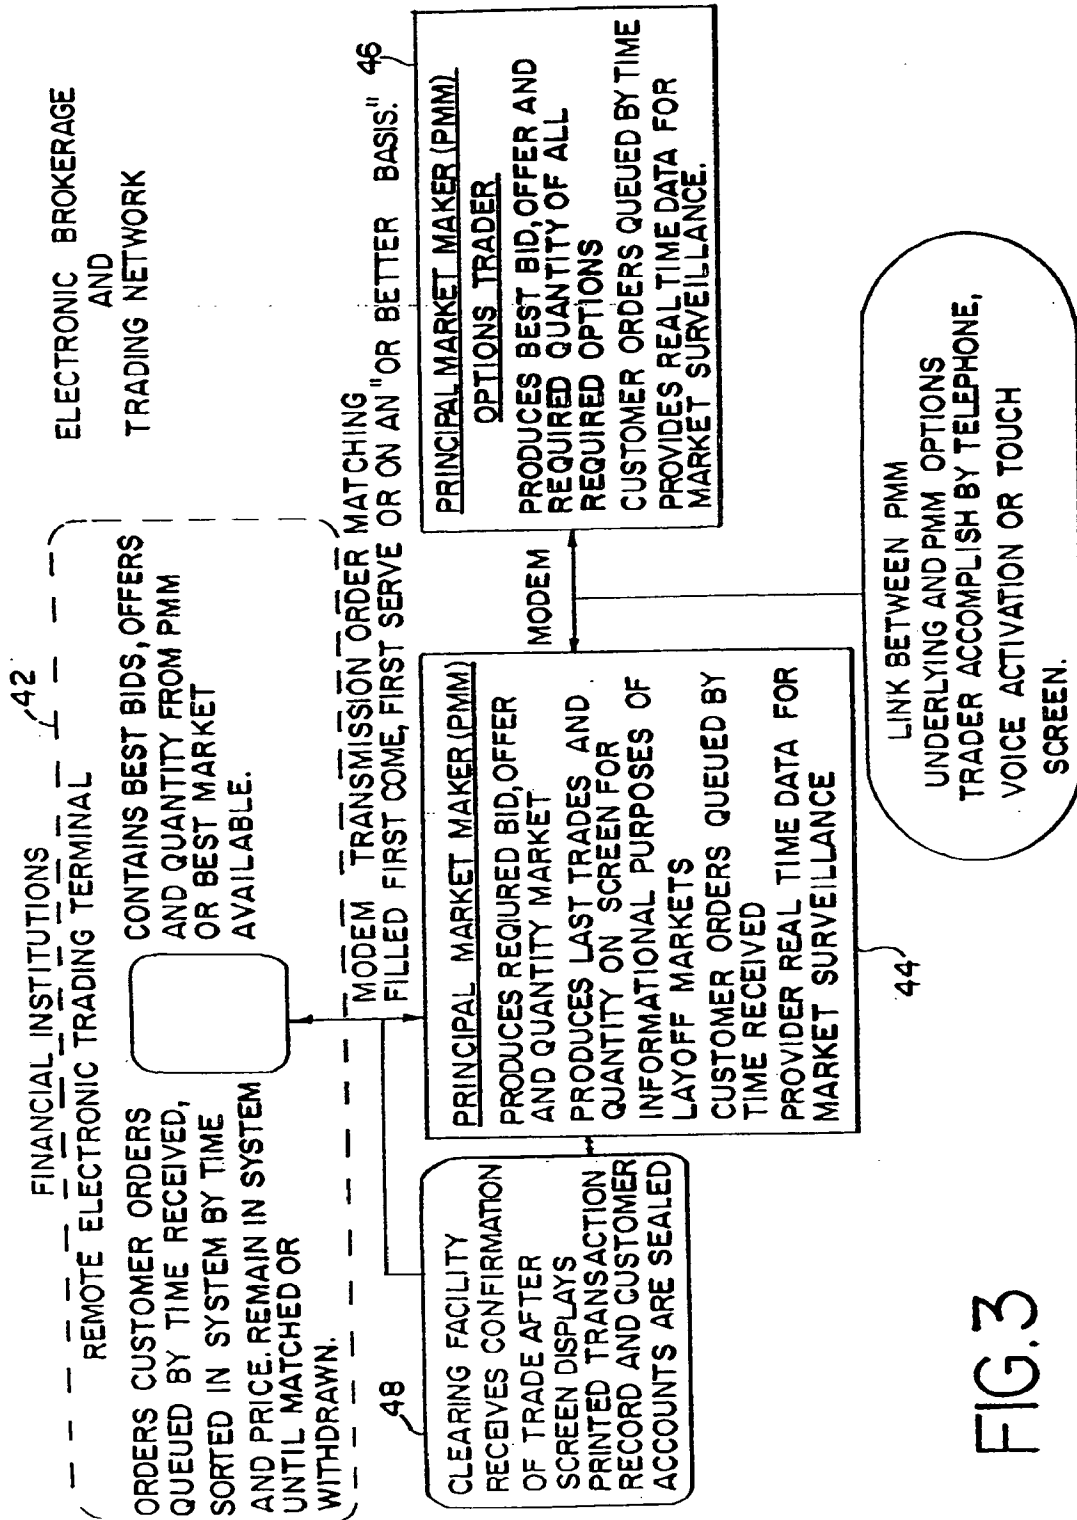 ELECTRONIC BROKERAGE
AND
TRADING NETWORK
FINANCIAL INSTITUTIONS
42
REMOTE ELECTRONIC TRADING TERMINAL
ORDERS CUSTOMER ORDERS
QUEUED BY TIME RECEIVED,
SORTED IN SYSTEM BY TIME
AND PRICE. REMAIN IN SYSTEM
UNTIL MATCHED OR
WITHDRAWN.
CONTAINS BEST BIDS, OFFERS
AND QUANTITY FROM PMM
OR BEST MARKET
AVAILABLE.
MODEM TRANSMISSION ORDER MATCHING
FILLED FIRST COME, FIRST SERVE OR ON AN "OR BETTER BASIS."
48
CLEARING FACILITY
RECEIVES CONFIRMATION
OF TRADE AFTER
SCREEN DISPLAYS
PRINTED TRANSACTION
RECORD AND CUSTOMER
ACCOUNTS ARE SEALED
PRINCIPAL MARKET MAKER (PMM)
PRODUCES REQIURED BID, OFFER
AND QUANTITY MARKET
PRODUCES LAST TRADES AND
QUANTITY ON SCREEN FOR
INFORMATIONAL PURPOSES OF
LAYOFF MARKETS
CUSTOMER ORDERS QUEUED BY
TIME RECEIVED
PROVIDER REAL TIME DATA FOR
MARKET SURVEILLANCE
44
MODEM
46
PRINCIPAL MARKET MAKER (PMM)
OPTIONS TRADER
PRODUCES BEST BID, OFFER AND
REQUIRED QUANTITY OF ALL
REQUIRED OPTIONS
CUSTOMER ORDERS QUEUED BY TIME
PROVIDES REAL TIME DATA FOR
MARKET SURVEILLANCE.
LINK BETWEEN PMM
UNDERLYING AND PMM OPTIONS
TRADER ACCOMPLISH BY TELEPHONE,
VOICE ACTIVATION OR TOUCH
SCREEN.
FIG.3